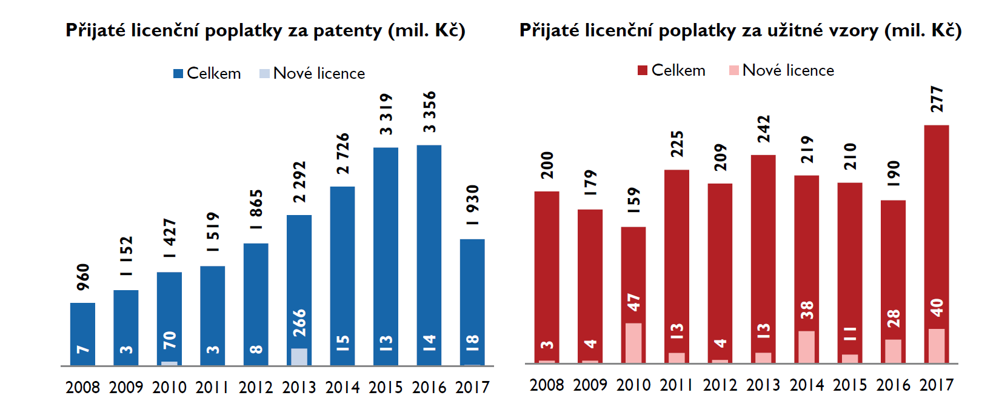 Přijaté licenční poplatky za patenty (mil. Kč)
Celkem Nové licence
960 1 152 1 427 1 519 1 865 2 292 2 726 3 319 3 356 1 930
7 3 70 3 8 266 15 13 14 18
2008 2009 2010 2011 2012 2013 2014 2015 2016 2017
Přijaté licenční poplatky za užitné vzory (mil. Kč)
Celkem Nové licence
200 179 159 225 209 242 219 210 190 277
3 4 47 13 4 13 38 11 28 40
2008 2009 2010 2011 2012 2013 2014 2015 2016 2017